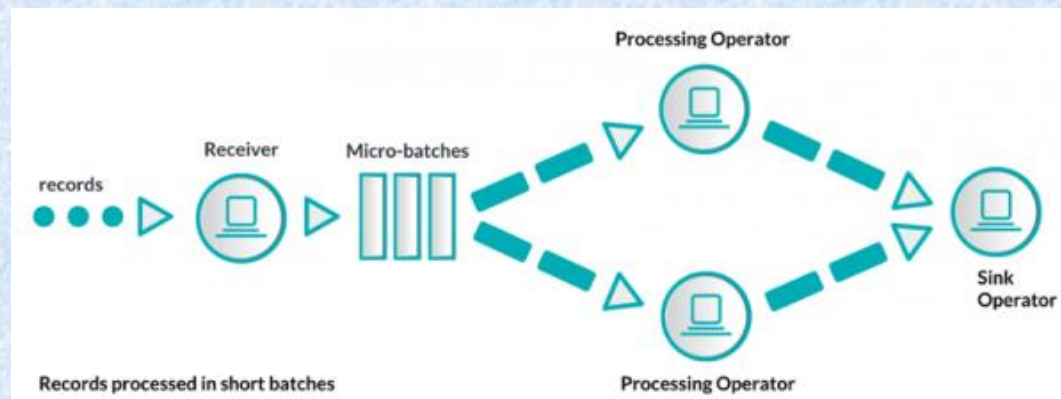 Processing Operator
Receiver
Micro-batches
records
Sink
Operator
Records processed in short batches
Processing Operator